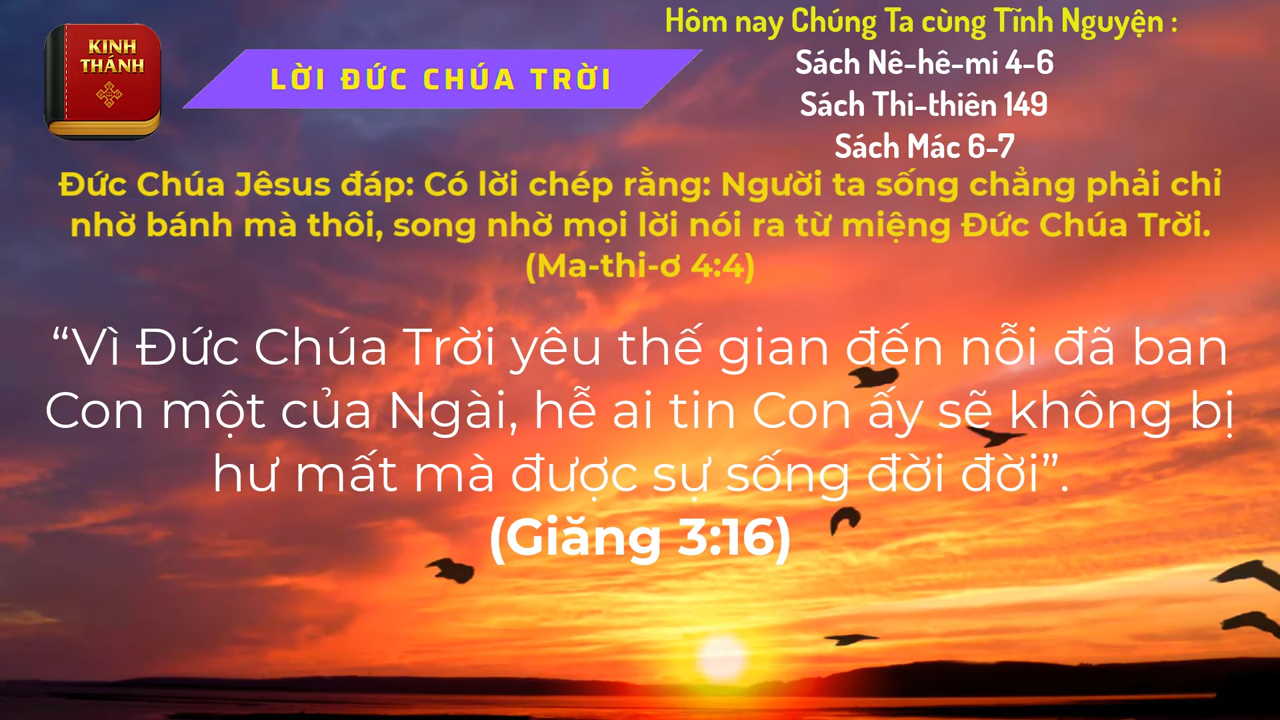 KINH
THÁNH
LỜI ĐỨC CHÚA TRỜI
Hôm nay Chúng Ta cùng Tĩnh Nguyện :
Sách Nê-hê-mi 4-6
Sách Thi-thiên 149
Sách Mác 6-7
Đức Chúa Jêsus đáp: Có lời chép rằng: Người ta sống chẳng phải chỉ
nhờ bánh mà thôi, song nhờ mọi lời nói ra từ miệng Đức Chúa Trời.
(Ma-thi-ơ 4:4)
“Vì Đức Chúa Trời yêu thế gian đến nỗi đã ban
Con một của Ngài, hễ ai tin Con ấy sẽ không bị
hư mất mà được sự sống đời đời”.
(Giăng 3:16)